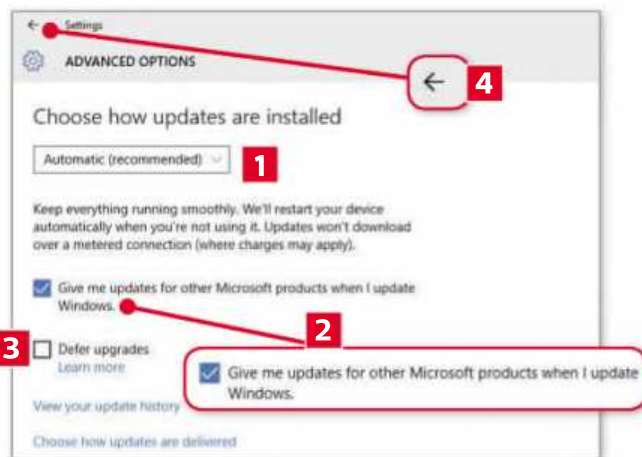 ← Settings
ADVANCED OPTIONS
← 4
Choose how updates are installed
Automatic (recommended) 1
Keep everything running smoothly. We'll restart your device
automatically when you're not using it. Updates won't download
over a metered connection (where charges may apply).
Give me updates for other Microsoft products when I update
Windows.
2
3 Defer upgrades
Learn more
Give me updates for other Microsoft products when I update
Windows.
View your update history
Choose how updates are delivered